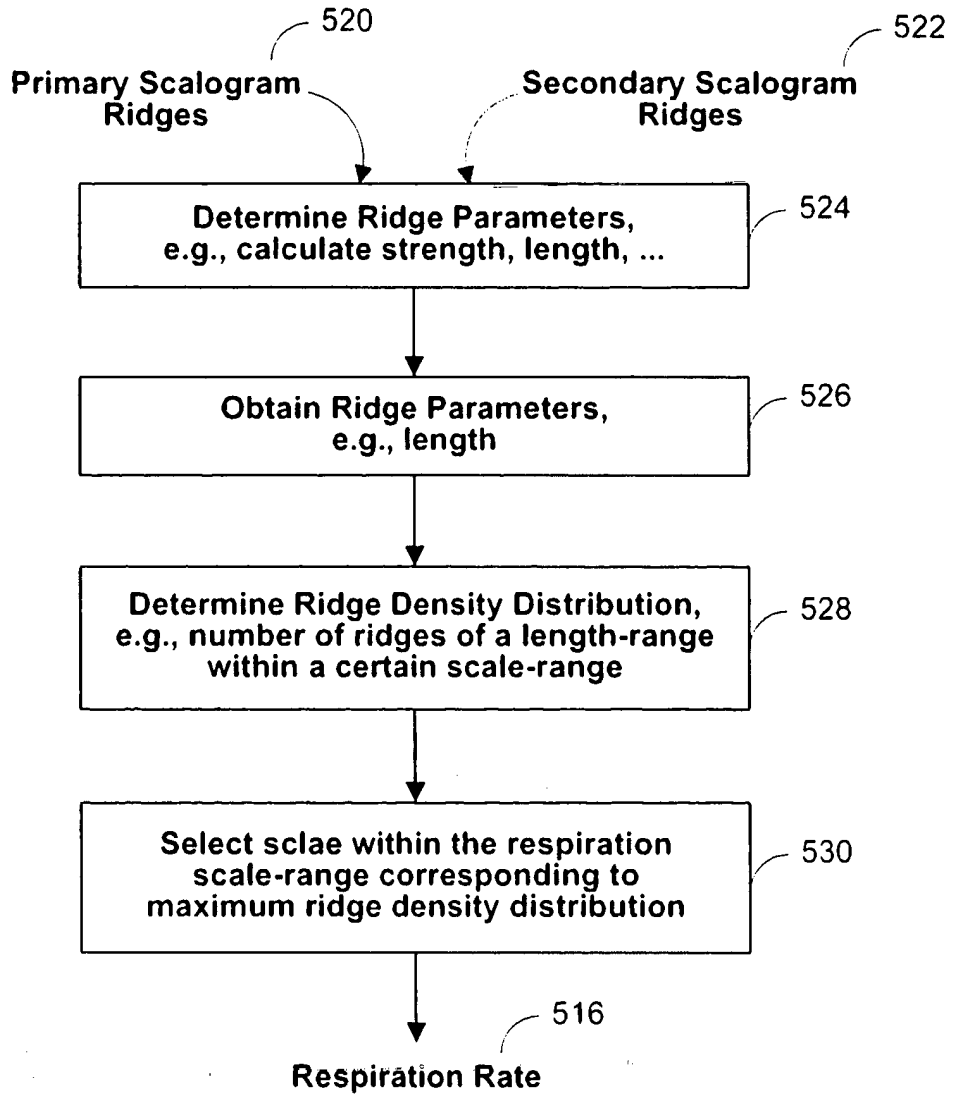 520
Primary Scalogram
Ridges
522
Secondary Scalogram
Ridges
Determine Ridge Parameters,
e.g., calculate strength, length, ...
524
Obtain Ridge Parameters,
e.g., length
526
Determine Ridge Density Distribution,
e.g., number of ridges of a length-range
within a certain scale-range
528
Select sclae within the respiration
scale-range corresponding to
maximum ridge density distribution
530
516
Respiration Rate